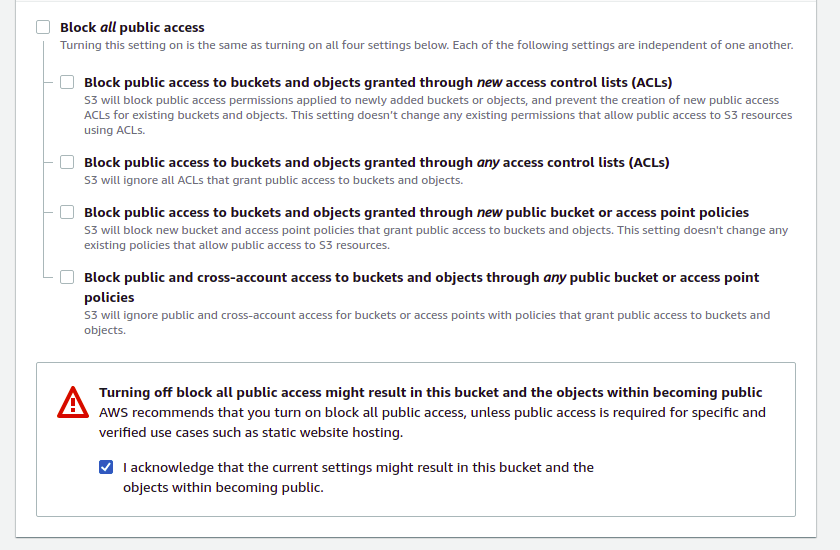 Block all public access
Turning this setting on is the same as turning on all four settings below. Each of the following settings are independent of one another.
Block public access to buckets and objects granted through new access control lists (ACLs)
S3 will block public access permissions applied to newly added buckets or objects, and prevent the creation of new public access
ACLs for existing buckets and objects. This setting doesn't change any existing permissions that allow public access to S3 resources
using ACLs.
Block public access to buckets and objects granted through any access control lists (ACLs)
S3 will ignore all ACLs that grant public access to buckets and objects.
Block public access to buckets and objects granted through new public bucket or access point policies
S3 will block new bucket and access point policies that grant public access to buckets and objects. This setting doesn't change any
existing policies that allow public access to S3 resources.
Block public and cross-account access to buckets and objects through any public bucket or access point
policies
S3 will ignore public and cross-account access for buckets or access points with policies that grant public access to buckets and
objects.
Turning off block all public access might result in this bucket and the objects within becoming public
AWS recommends that you turn on block all public access, unless public access is required for specific and
verified use cases such as static website hosting.
I acknowledge that the current settings might result in this bucket and the
objects within becoming public.